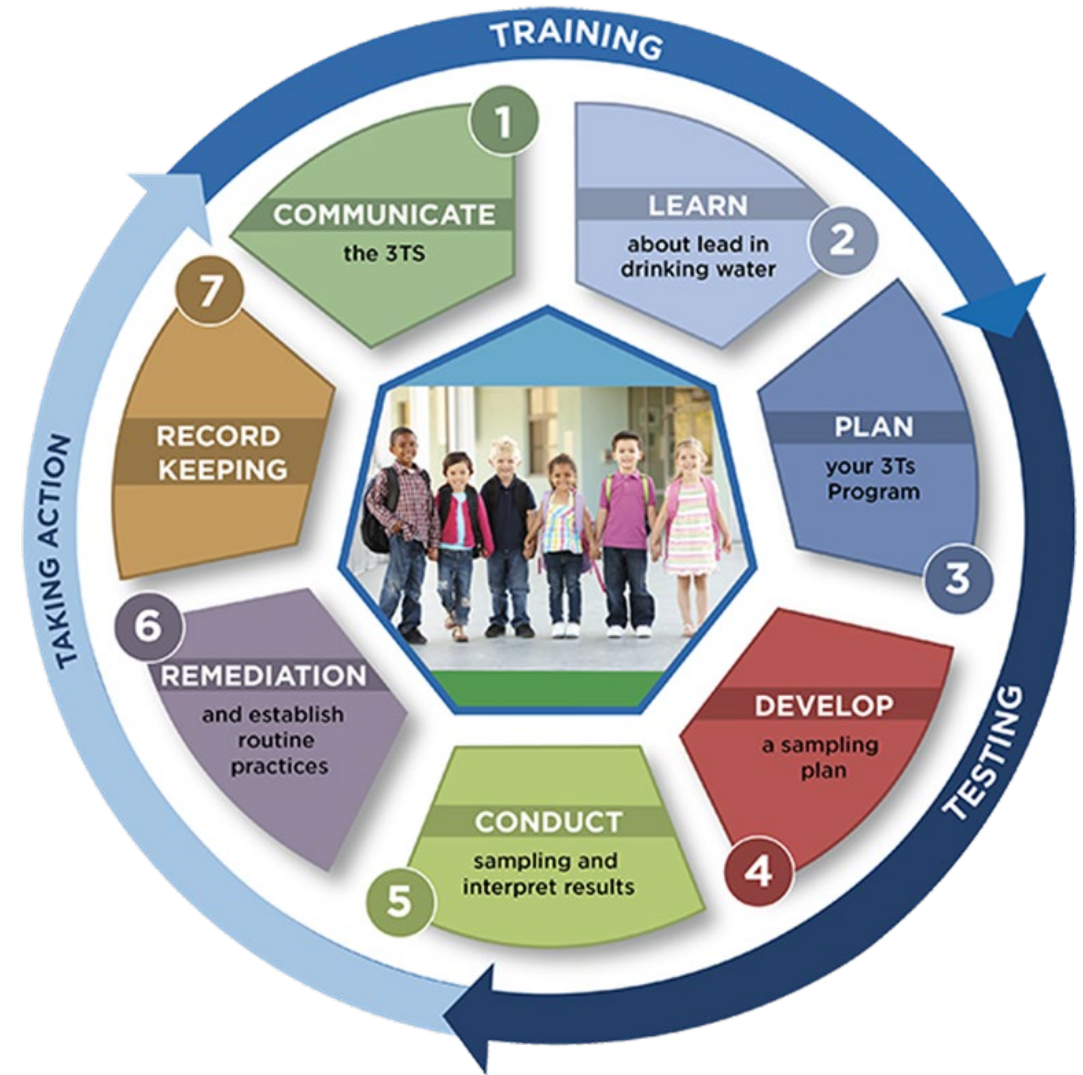 TRAINING
1
COMMUNICATE
the 3TS
2
LEARN
about lead in
drinking water
3
PLAN
your 3Ts
Program
4
DEVELOP
a sampling
plan
5
CONDUCT
sampling and
interpret results
6
REMEDIATION
and establish
routine
practices
7
RECORD
KEEPING
TESTING
TAKING ACTION